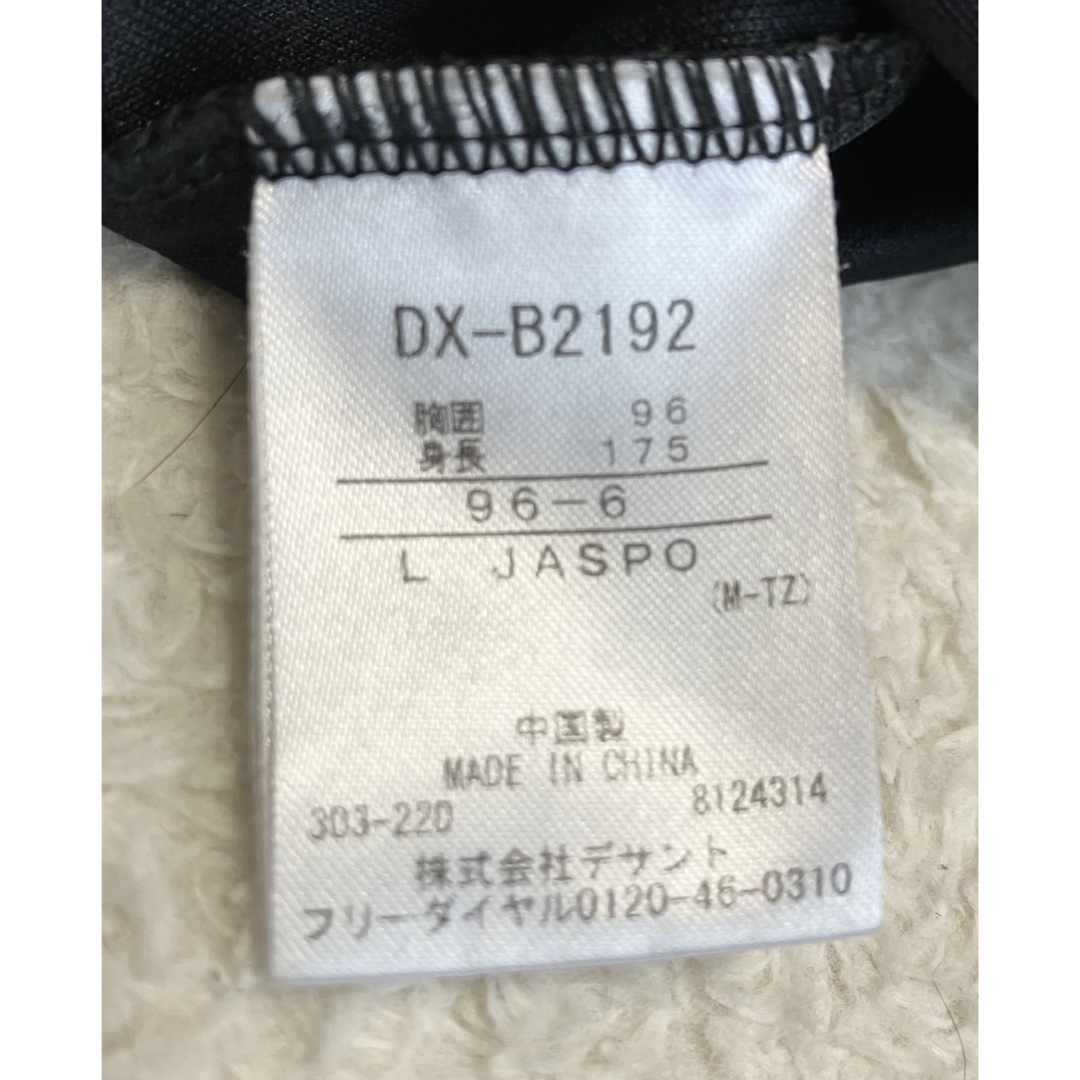 DX-B2192
胸囲 96
身長 175
96-6
L JASPO
(M-TZ)
中国製
MADE IN CHINA
303-220 8124314
株式会社デサント
フリーダイヤル0120-46-0310